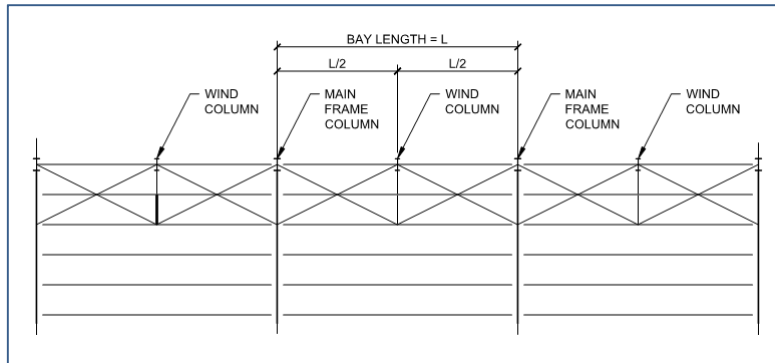 BAY LENGTH = L
L/2
L/2
WIND
COLUMN
MAIN
FRAME
COLUMN
WIND
COLUMN
MAIN
FRAME
COLUMN
WIND
COLUMN